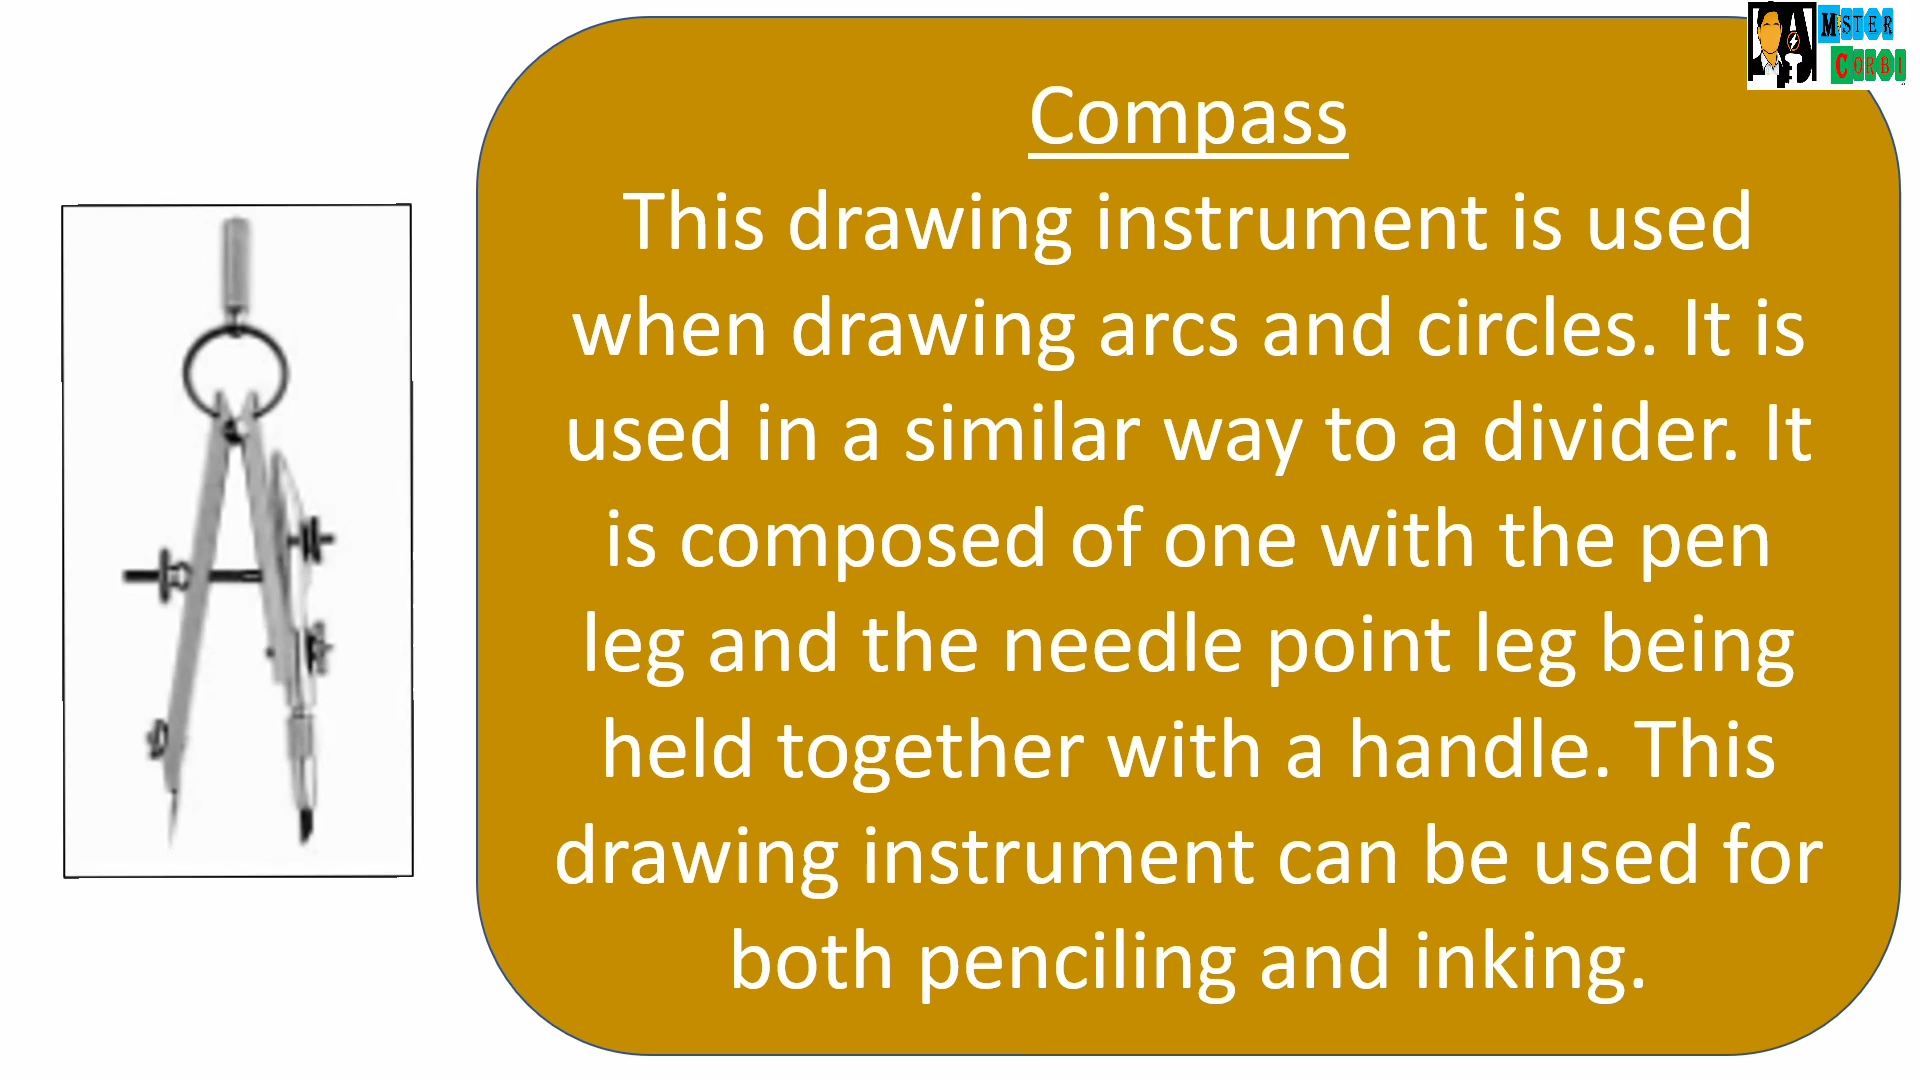 MISTER
CORBI
Compass
This drawing instrument is used
when drawing arcs and circles. It is
used in a similar way to a divider. It
is composed of one with the pen
leg and the needle point leg being
held together with a handle. This
drawing instrument can be used for
both penciling and inking.